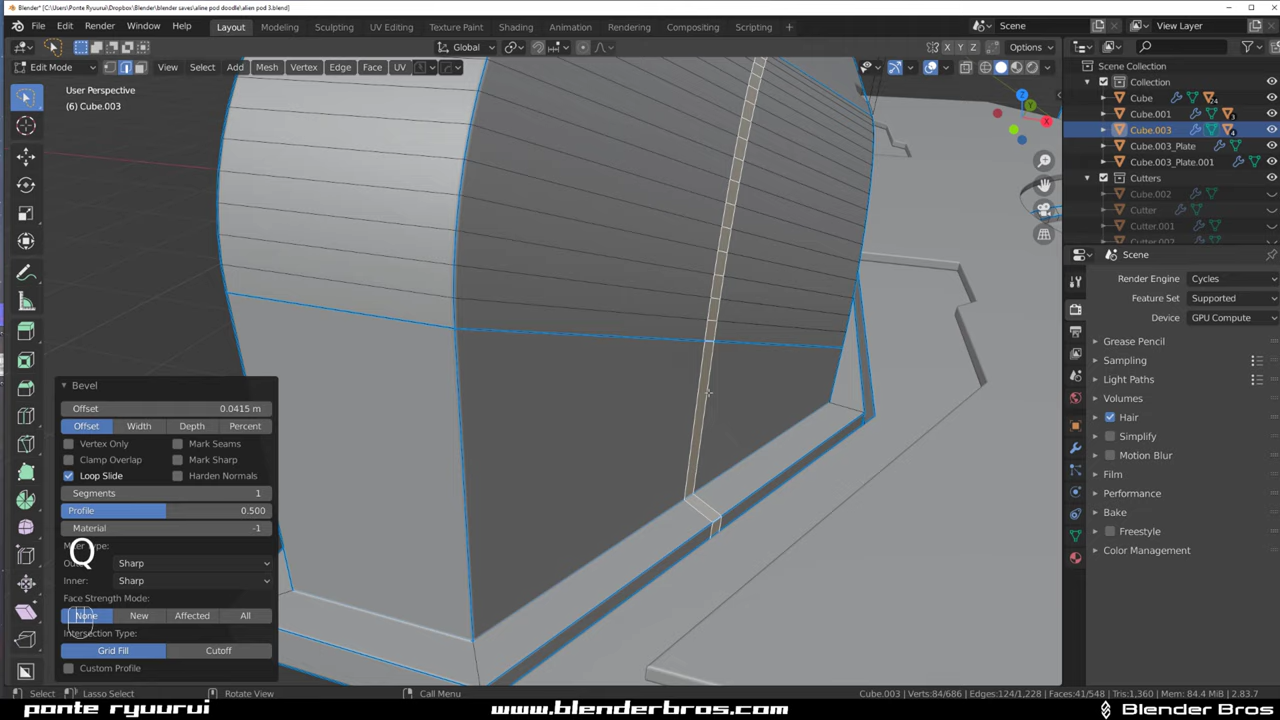 Blender* [C:\Users\Ponte Ryuurui\Dropbox\blender saves\aline pod doodle\alien pod 3.blend]
File Edit Render Window Help Layout Modeling Sculpting UV Editing Texture Paint Shading Animation Rendering Compositing Scripting + Scene View Layer
Global X Y Z Options
Edit Mode View Select Add Mesh Vertex Edge Face UV
User Perspective
(6) Cube.003
Z
Y
X
Scene Collection
Collection
Cube 24
Cube.001 3
Cube.003 4
Cube.003_Plate
Cube.003_Plate.001
Cutters
Cube.002
Cutter
Cutter.001
Cutter.002
Scene
Render Engine Cycles
Feature Set Supported
Device GPU Compute
Grease Pencil
Sampling
Light Paths
Volumes
Hair
Simplify
Motion Blur
Film
Performance
Bake
Freestyle
Color Management
Bevel
Offset 0.0415 m
Offset Width Depth Percent
Vertex Only Mark Seams
Clamp Overlap Mark Sharp
Loop Slide Harden Normals
Segments 1
Profile 0.500
Material -1
Type:
Q
Sharp
Inner: Sharp
Face Strength Mode:
None New Affected All
Intersection Type:
Grid Fill Cutoff
Custom Profile
Select Lasso Select Rotate View Call Menu Cube.003 | Verts:84/686 | Edges:124/1,228 | Faces:41/548 | Tris:1,360 | Mem: 84.4 MiB | 2.83.7
ponte ryuurui www.blenderbros.com Blender Bros